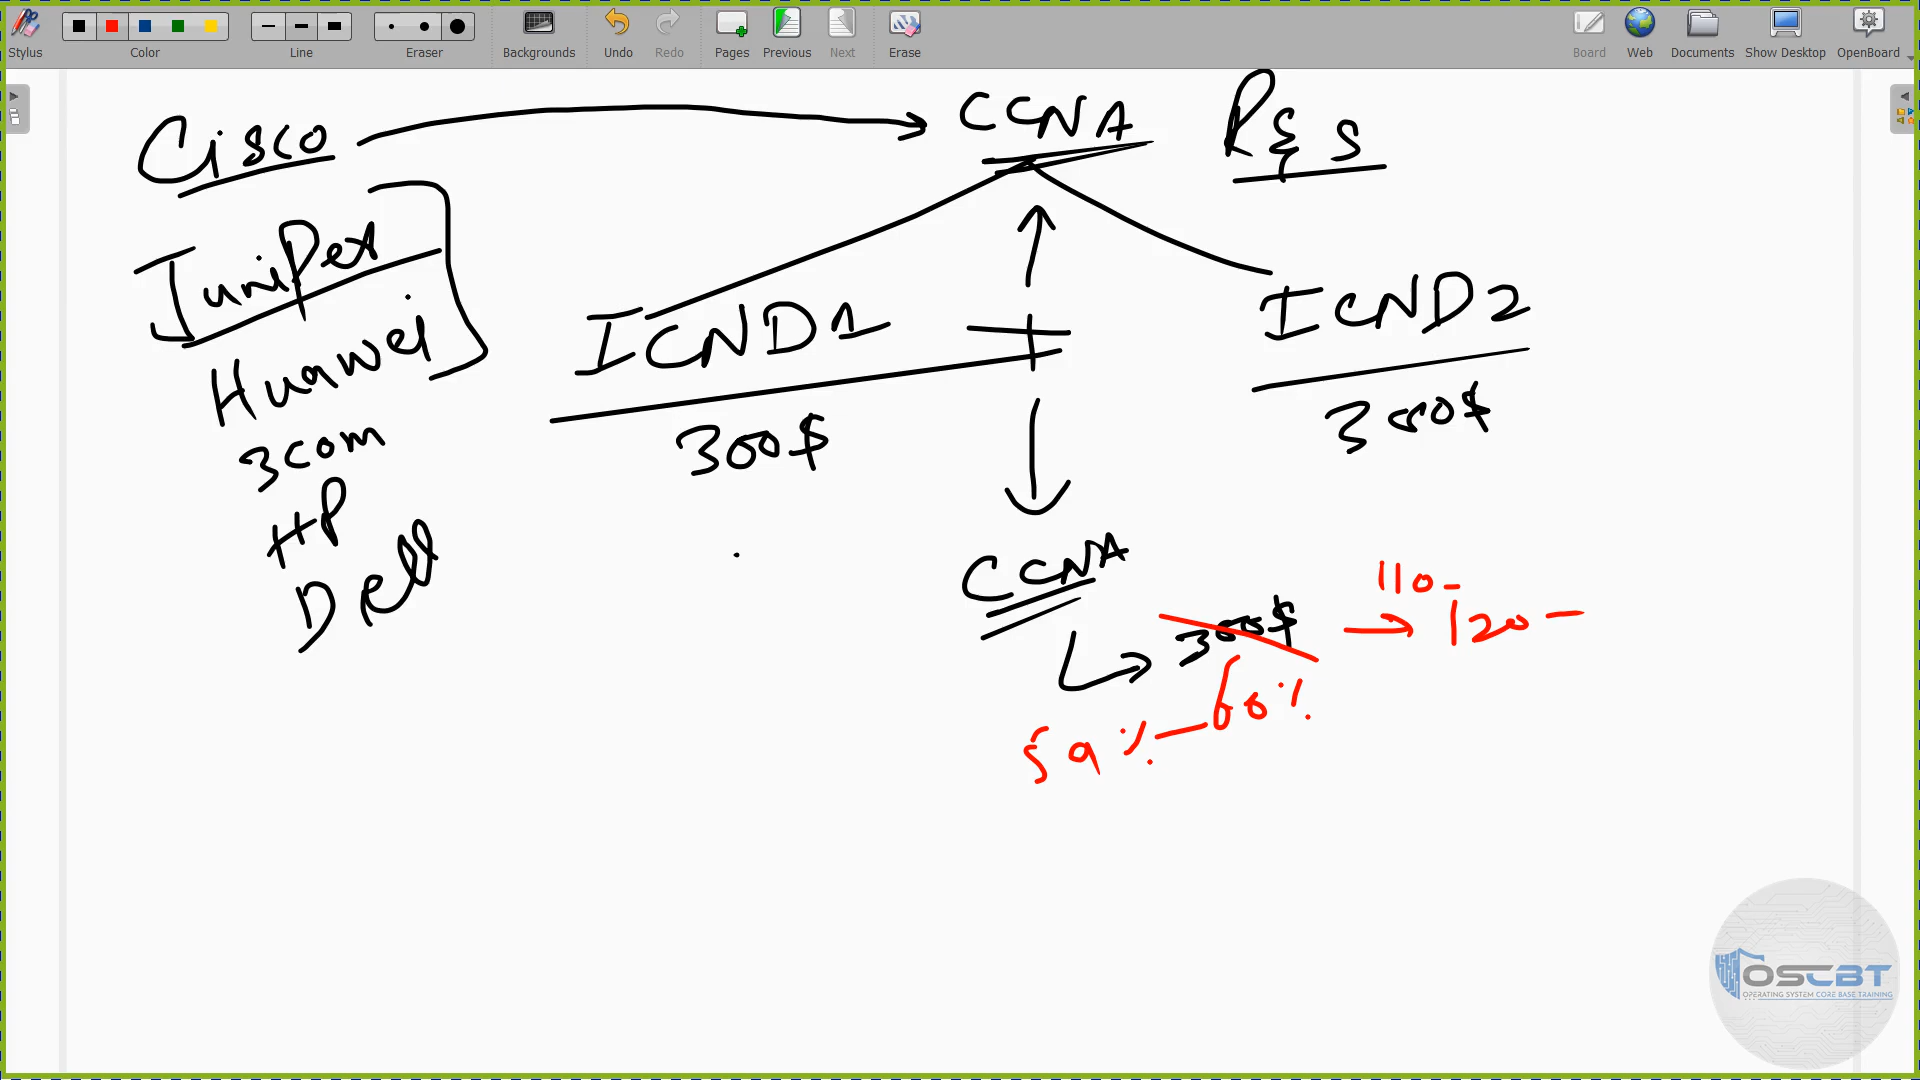 Stylus Color Line Eraser Backgrounds Undo Redo Pages Previous Next Erase Board Web Documents Show Desktop OpenBoard
Cisco
CCNA R&S
Juniper
Huawei
3com
HP
Dell
ICND1 + ICND2
300$
300$
CCNA
300$
110-
120-
59%-60%
OSCBT
OPERATING SYSTEM CORE BASE TRAINING